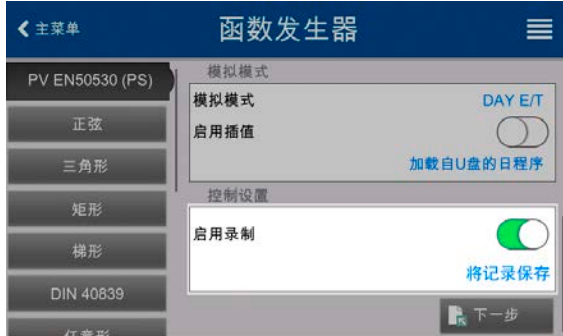 主菜单
函数发生器
PV EN50530 (PS)
正弦
三角形
矩形
梯形
DIN 40839
任意形
模拟模式
模拟模式 DAY E/T
启用插值
加载自U盘的日程序
控制设置
启用录制
将记录保存
下一步